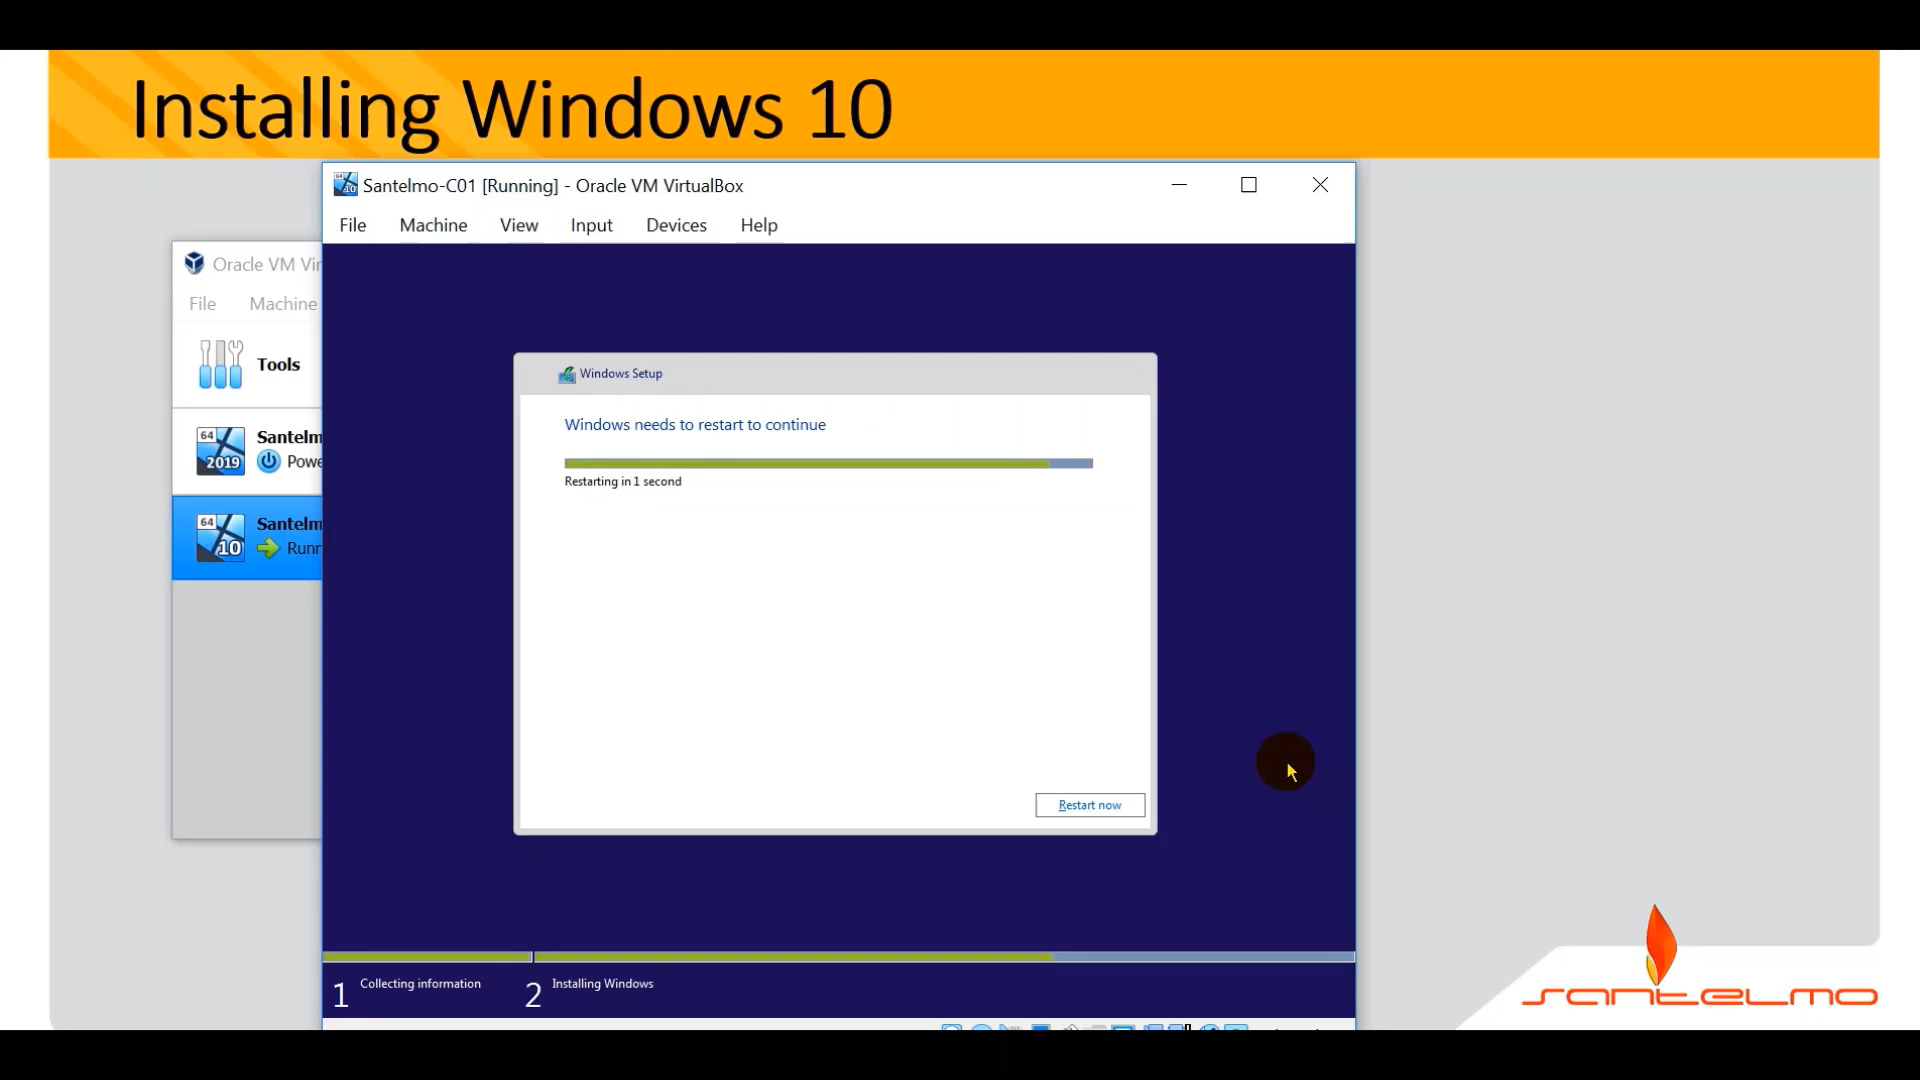 Installing Windows 10
Santelmo-C01 [Running] - Oracle VM VirtualBox
File Machine View Input Devices Help
Oracle VM Vir
File Machine
Tools
64
2019
Santelm
Powe
64
10
Santelm
Runr
Windows Setup
Windows needs to restart to continue
Restarting in 1 second
Restart now
1 Collecting information
2 Installing Windows
santelmo